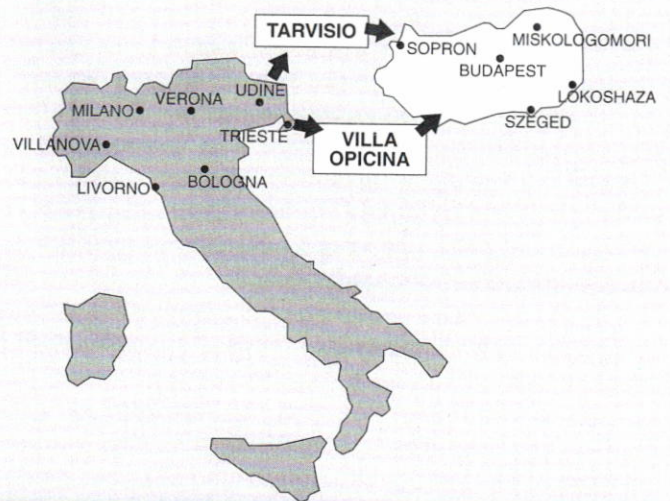 TARVISIO
SOPRON
MISKOLOGOMORI
BUDAPEST
LOKOSHAZA
SZEGED
UDINE
MILANO
VERONA
TRIESTE
VILLA
OPICINA
VILLANOVA
LIVORNO
BOLOGNA